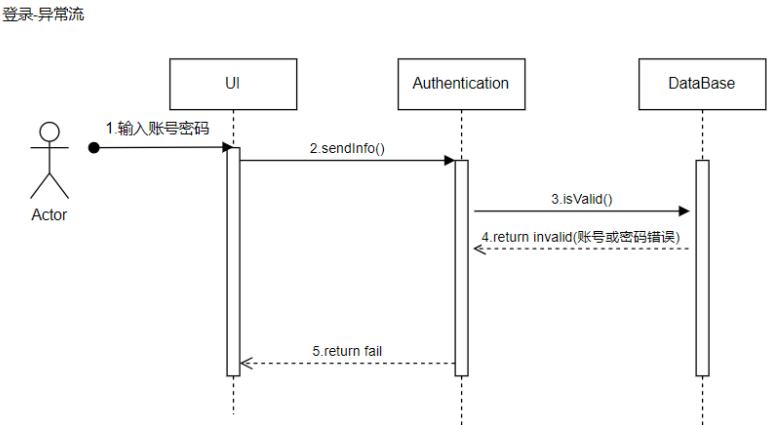 登录-异常流
UI
Authentication
DataBase
1.输入账号密码
2.sendInfo()
Actor
3.isValid()
4.return invalid(账号或密码错误)
5.return fail